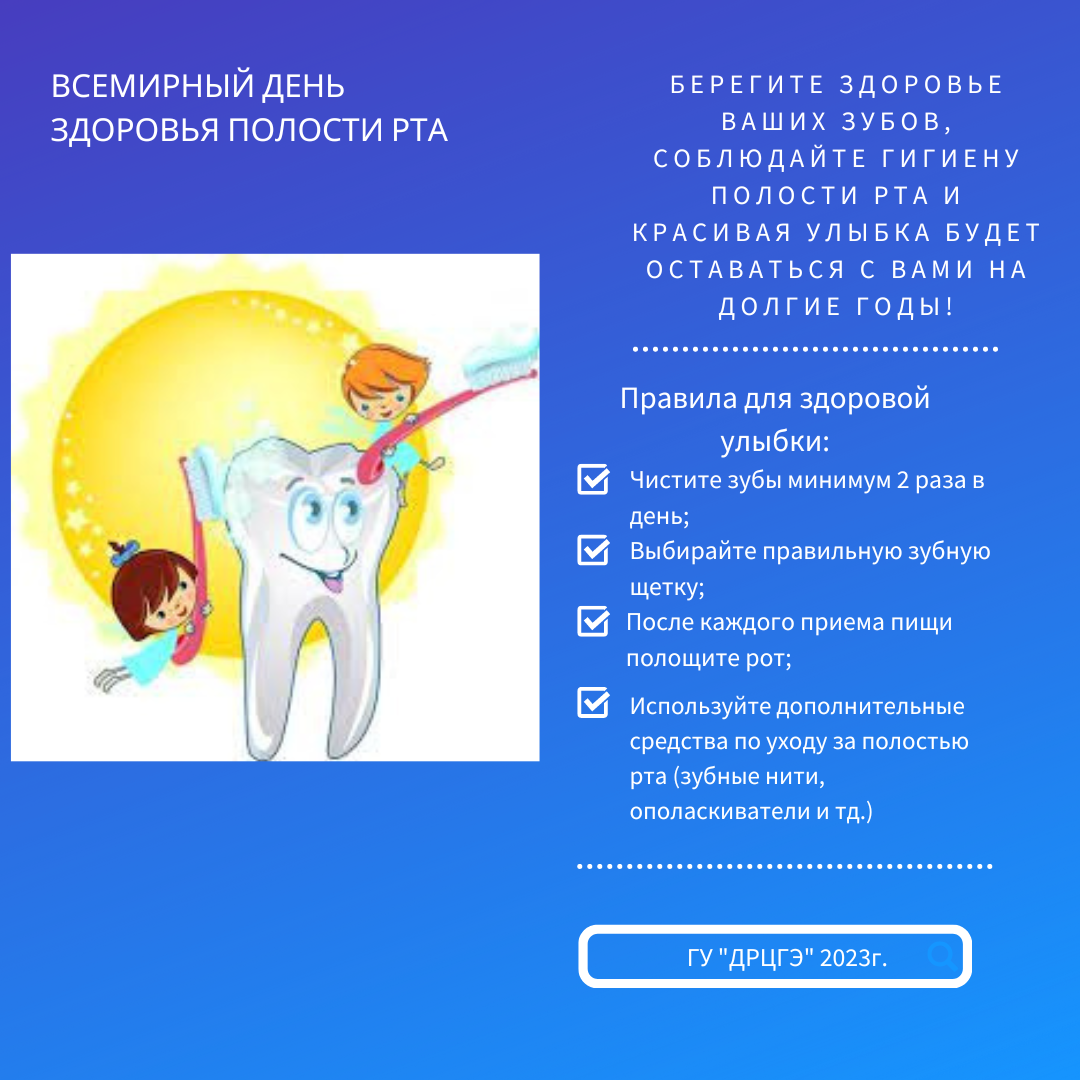 ВСЕМИРНЫЙ ДЕНЬ
ЗДОРОВЬЯ ПОЛОСТИ РТА
БЕРЕГИТЕ ЗДОРОВЬЕ
ВАШИХ ЗУБОВ,
СОБЛЮДАЙТЕ ГИГИЕНУ
ПОЛОСТИ РТА И
КРАСИВАЯ УЛЫБКА БУДЕТ
ОСТАВАТЬСЯ С ВАМИ НА
ДОЛГИЕ ГОДЫ!
Правила для здоровой
улыбки:
Чистите зубы минимум 2 раза в
день;
Выбирайте правильную зубную
щетку;
После каждого приема пищи
полощите рот;
Используйте дополнительные
средства по уходу за полостью
рта (зубные нити,
ополаскиватели и тд.)
ГУ "ДРЦГЭ" 2023г.